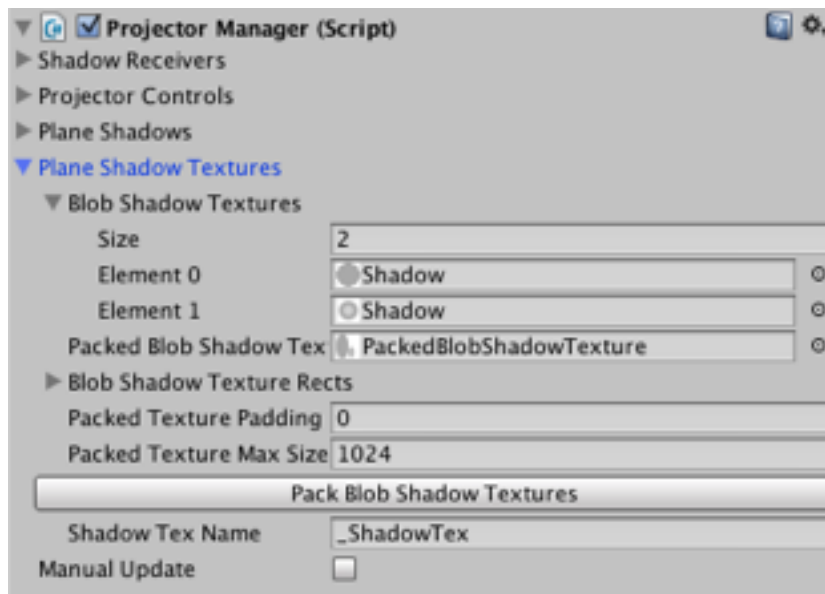 Projector Manager (Script)
Shadow Receivers
Projector Controls
Plane Shadows
Plane Shadow Textures
Blob Shadow Textures
Size 2
Element 0 Shadow
Element 1 Shadow
Packed Blob Shadow Tex PackedBlobShadowTexture
Blob Shadow Texture Rects
Packed Texture Padding 0
Packed Texture Max Size 1024
Pack Blob Shadow Textures
Shadow Tex Name _ShadowTex
Manual Update